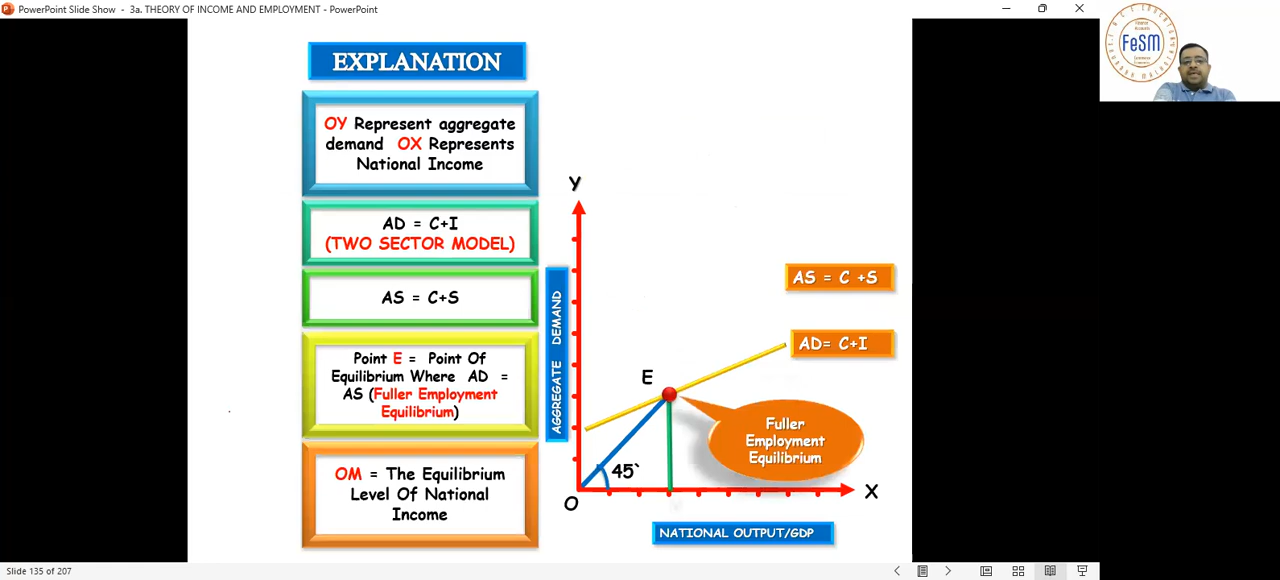 PowerPoint Slide Show - 3a. THEORY OF INCOME AND EMPLOYMENT - PowerPoint
FeSM
EXPLANATION
OY Represent aggregate
demand OX Represents
National Income
AD = C+I
(TWO SECTOR MODEL)
AS = C+S
Point E = Point Of
Equilibrium Where AD =
AS (Fuller Employment
Equilibrium)
OM = The Equilibrium
Level Of National
Income
Y
AGGREGATE DEMAND
AS = C +S
AD= C+I
E
Fuller
Employment
Equilibrium
45`
O
X
NATIONAL OUTPUT/GDP
Slide 135 of 207